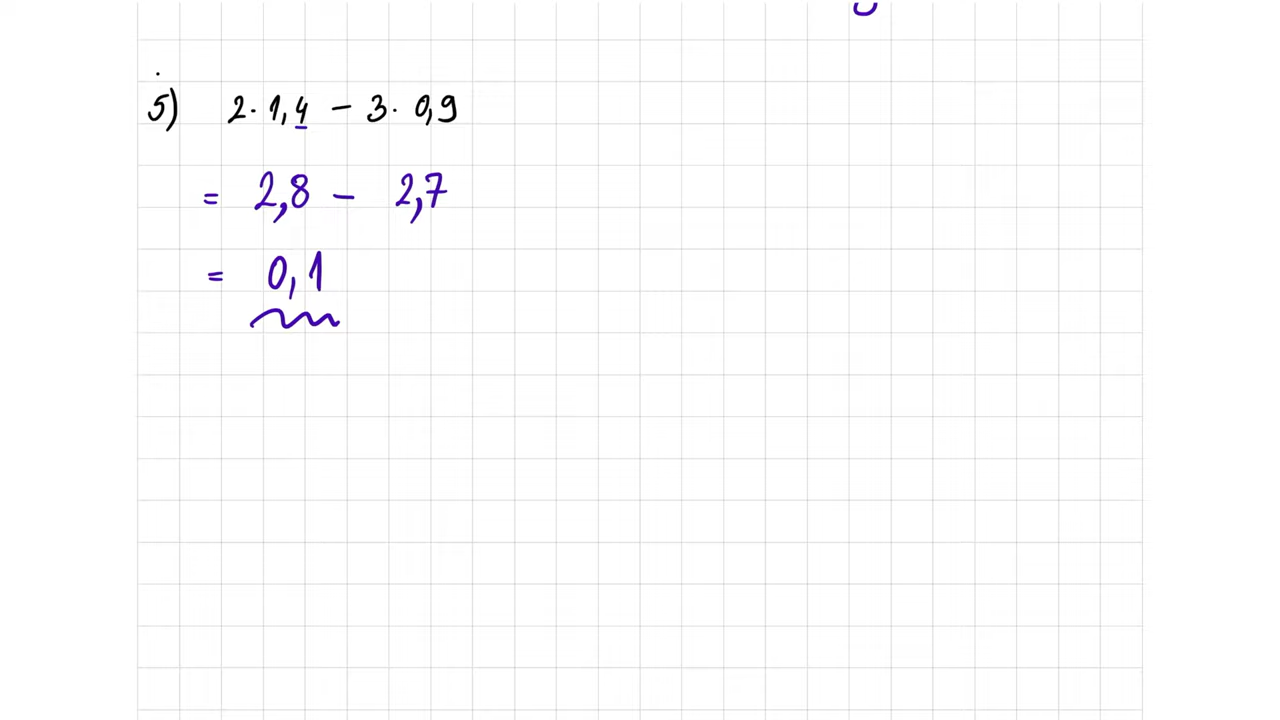 5) 2· 1,4 − 3· 0,9
= 2,8 − 2,7
= 0,1